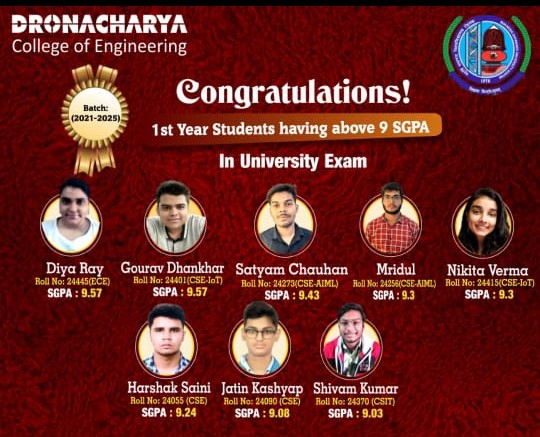 DRONACHARYA
College of Engineering
Batch:
(2021-2025)
Congratulations!
1st Year Students having above 9 SGPA
In University Exam
Diya Ray
Roll No: 24445(ECE)
SGPA : 9.57
Gourav Dhankhar
Roll No: 24401(CSE-IoT)
SGPA : 9.57
Satyam Chauhan
Roll No: 24273(CSE-AIML)
SGPA : 9.43
Mridul
Roll No: 24256(CSE-AIML)
SGPA : 9.3
Nikita Verma
Roll No: 24415(CSE-IoT)
SGPA : 9.3
Harshak Saini
Roll No: 24055 (CSE)
SGPA : 9.24
Jatin Kashyap
Roll No: 24090 (CSE)
SGPA : 9.08
Shivam Kumar
Roll No: 24370 (CSIT)
SGPA : 9.03